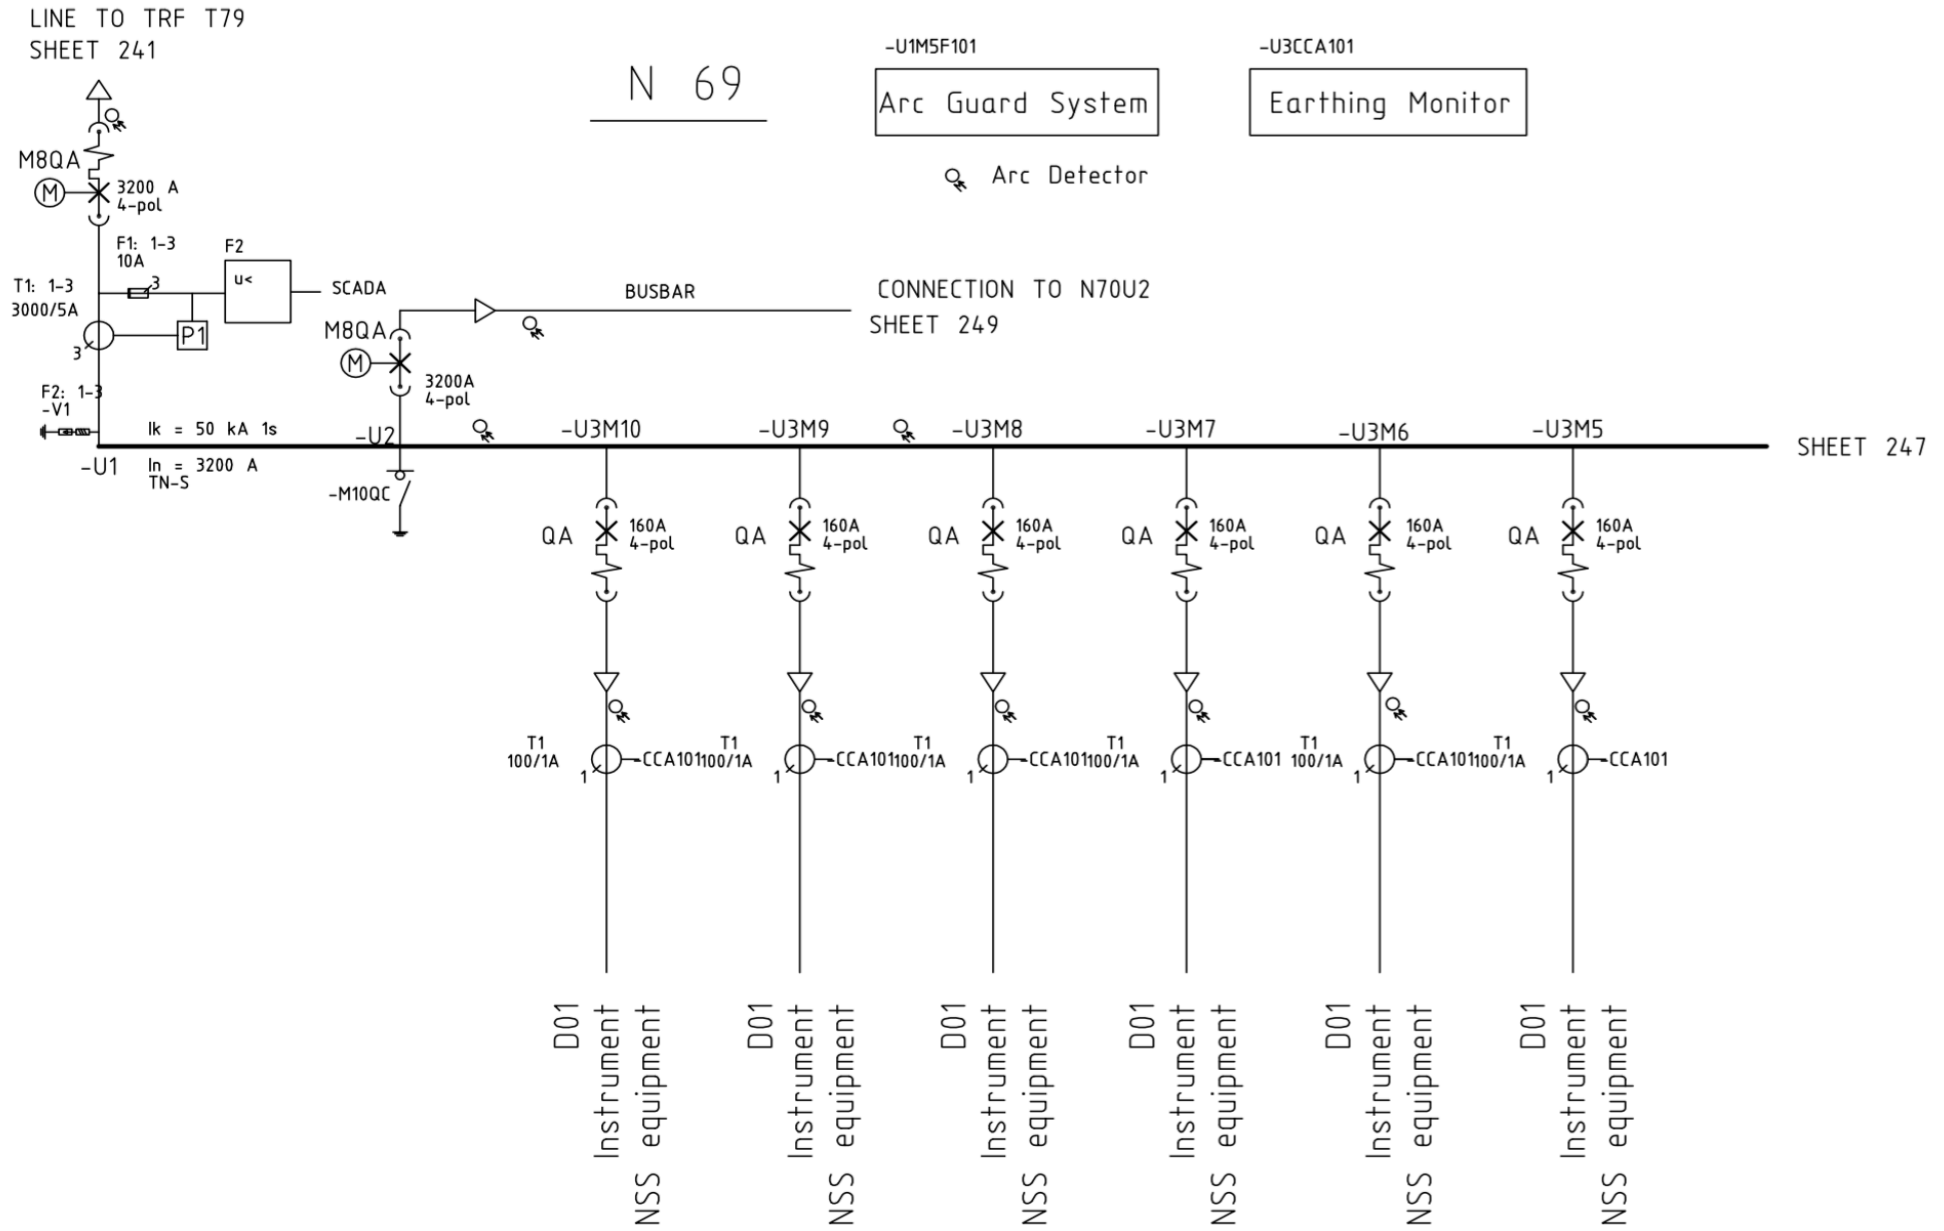 LINE TO TRF T79
SHEET 241
N 69
-U1M5F101
Arc Guard System
-U3CCA101
Earthing Monitor
Arc Detector
M8QA
M
3200 A
4-pol
F1: 1-3
10A
3
F2
u<
SCADA
T1: 1-3
3000/5A
3
P1
F2: 1-3
-V1
Ik = 50 kA 1s
-U1
In = 3200 A
TN-S
M8QA
M
3200A
4-pol
BUSBAR
CONNECTION TO N70U2
SHEET 249
-U2
-M10QC
-U3M10
-U3M9
-U3M8
-U3M7
-U3M6
-U3M5
SHEET 247
QA
160A
4-pol
QA
160A
4-pol
QA
160A
4-pol
QA
160A
4-pol
QA
160A
4-pol
QA
160A
4-pol
T1
100/1A
1
CCA101
T1
100/1A
1
CCA101
T1
100/1A
1
CCA101
T1
100/1A
1
CCA101
T1
100/1A
1
CCA101
T1
100/1A
1
CCA101
D01
Instrument
NSS equipment
D01
Instrument
NSS equipment
D01
Instrument
NSS equipment
D01
Instrument
NSS equipment
D01
Instrument
NSS equipment
D01
Instrument
NSS equipment